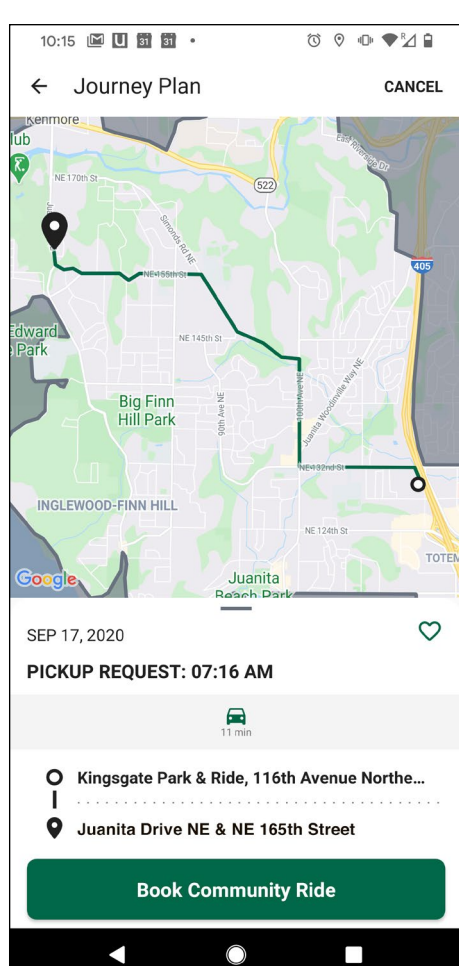 10:15
31
31
R
Journey Plan
CANCEL
Kenmore
lub
East Riverside Dr
NE 170th St
522
Simonds Rd NE
405
NE 155th St
Edward
Park
NE 145th St
Juanita Woodinville Way NE
Big Finn
Hill Park
90th Ave NE
100th Ave NE
NE 132nd St
INGLEWOOD-FINN HILL
NE 124th St
TOTEM
Google
Juanita
Beach Park
SEP 17, 2020
PICKUP REQUEST: 07:16 AM
11 min
Kingsgate Park & Ride, 116th Avenue Northe...
Juanita Drive NE & NE 165th Street
Book Community Ride